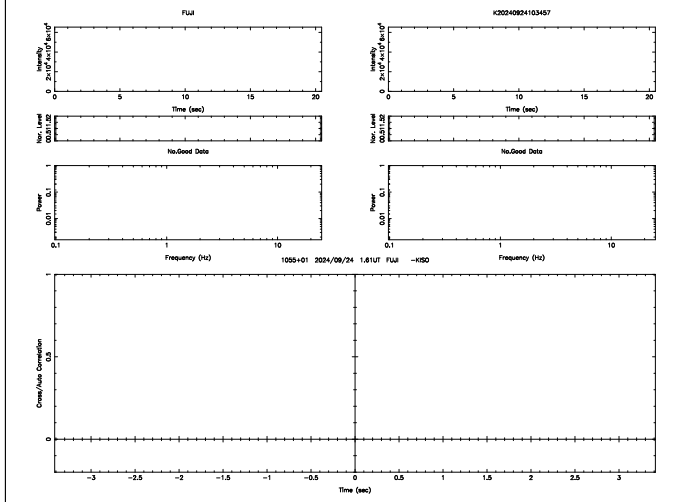 FUJI
K20240924103457
Intensity
0 2×10⁴ 4×10⁴ 6×10⁴
0 5 10 15 20
Time (sec)
Intensity
0 2×10⁴ 4×10⁴ 6×10⁴
0 5 10 15 20
Time (sec)
Nor. Level
00.511.52
No.Good Data
Nor. Level
00.511.52
No.Good Data
Power
0.01 0.1 1
0.1 1 10
Frequency (Hz)
Power
0.01 0.1 1
0.1 1 10
Frequency (Hz)
1055+01 2024/09/24 1.61UT FUJI -KISO
Cross/Auto Correlation
0 0.5 1
-3 -2.5 -2 -1.5 -1 -0.5 0 0.5 1 1.5 2 2.5 3
Time (sec)